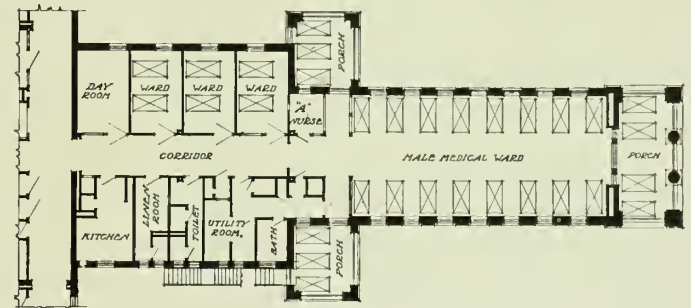 PORCH
DAY
ROOM
WARD
WARD
WARD
"A"
NURSE
CORRIDOR
MALE MEDICAL WARD
PORCH
KITCHEN
LINEN
ROOM
TOILET
UTILITY
ROOM.
BATH
PORCH